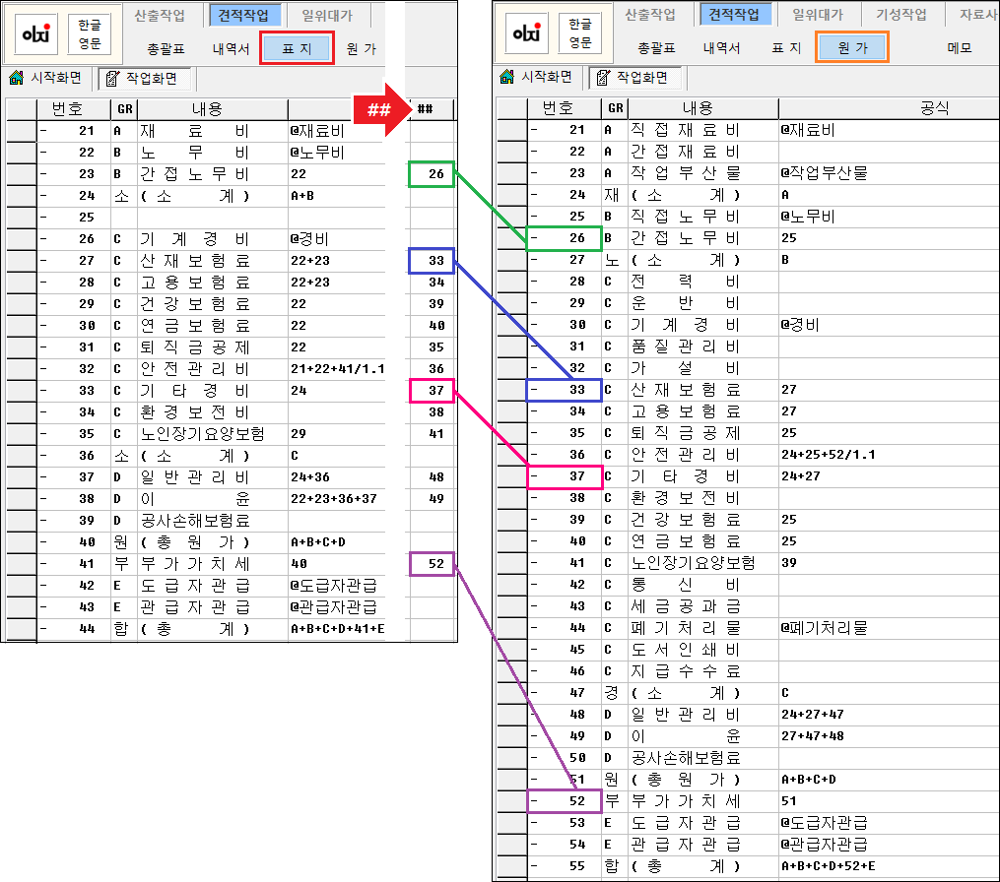 이지 한글 영문 산출작업 견적작업 일위대가
총괄표 내역서 표 지 원 가
시작화면 작업화면
번호 GR 내용 ## ##
- 21 A 재 료 비 @재료비
- 22 B 노 무 비 @노무비
- 23 B 간 접 노 무 비 22 26
- 24 소 ( 소 계 ) A+B
- 25
- 26 C 기 계 경 비 @경비
- 27 C 산 재 보 험 료 22+23 33
- 28 C 고 용 보 험 료 22+23 34
- 29 C 건 강 보 험 료 22 39
- 30 C 연 금 보 험 료 22 40
- 31 C 퇴 직 금 공 제 22 35
- 32 C 안 전 관 리 비 21+22+41/1.1 36
- 33 C 기 타 경 비 24 37
- 34 C 환 경 보 전 비 38
- 35 C 노인장기요양보험 29 41
- 36 소 ( 소 계 ) C
- 37 D 일 반 관 리 비 24+36 48
- 38 D 이 윤 22+23+36+37 49
- 39 D 공사손해보험료
- 40 원 ( 총 원 가 ) A+B+C+D
- 41 부 부 가 가 치 세 40 52
- 42 E 도 급 자 관 급 @도급자관급
- 43 E 관 급 자 관 급 @관급자관급
- 44 합 ( 총 계 ) A+B+C+D+41+E
이지 한글 영문 산출작업 견적작업 일위대가 기성작업 자료사
총괄표 내역서 표 지 원 가 메모
시작화면 작업화면
번호 GR 내용 공식
- 21 A 직 접 재 료 비 @재료비
- 22 A 간 접 재 료 비
- 23 A 작 업 부 산 물 @작업부산물
- 24 재 ( 소 계 ) A
- 25 B 직 접 노 무 비 @노무비
- 26 B 간 접 노 무 비 25
- 27 노 ( 소 계 ) B
- 28 C 전 력 비
- 29 C 운 반 비
- 30 C 기 계 경 비 @경비
- 31 C 품 질 관 리 비
- 32 C 가 설 비
- 33 C 산 재 보 험 료 27
- 34 C 고 용 보 험 료 27
- 35 C 퇴 직 금 공 제 25
- 36 C 안 전 관 리 비 24+25+52/1.1
- 37 C 기 타 경 비 24+27
- 38 C 환 경 보 전 비
- 39 C 건 강 보 험 료 25
- 40 C 연 금 보 험 료 25
- 41 C 노인장기요양보험 39
- 42 C 통 신 비
- 43 C 세 금 공 과 금
- 44 C 폐 기 처 리 물 @폐기처리물
- 45 C 도 서 인 쇄 비
- 46 C 지 급 수 수 료
- 47 경 ( 소 계 ) C
- 48 D 일 반 관 리 비 24+27+47
- 49 D 이 윤 27+47+48
- 50 D 공사손해보험료
- 51 원 ( 총 원 가 ) A+B+C+D
- 52 부 부 가 가 치 세 51
- 53 E 도 급 자 관 급 @도급자관급
- 54 E 관 급 자 관 급 @관급자관급
- 55 합 ( 총 계 ) A+B+C+D+52+E